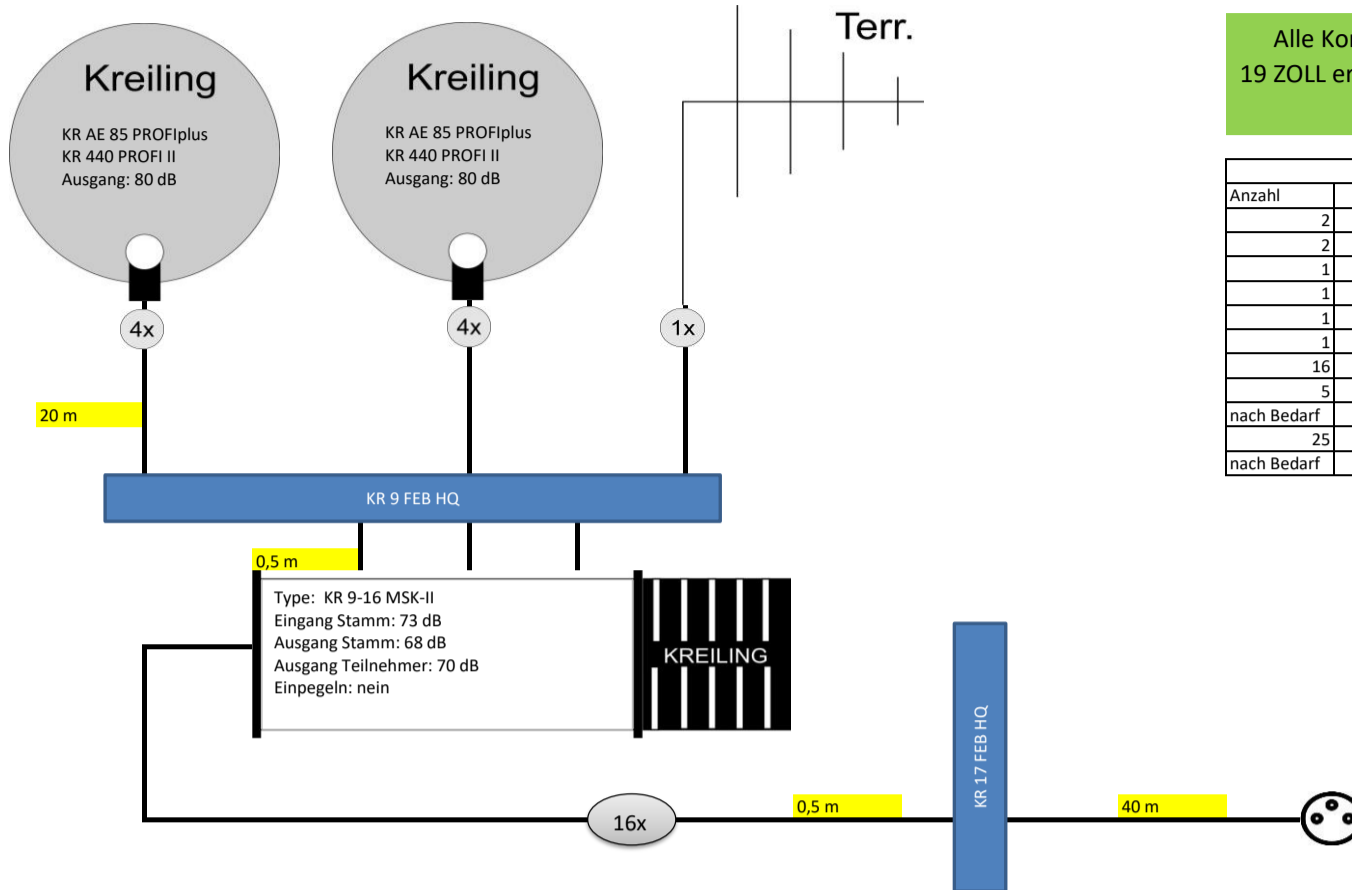 Terr.
Kreiling
KR AE 85 PROFIplus
KR 440 PROFI II
Ausgang: 80 dB
Kreiling
KR AE 85 PROFIplus
KR 440 PROFI II
Ausgang: 80 dB
4x
4x
1x
20 m
KR 9 FEB HQ
0,5 m
Type: KR 9-16 MSK-II
Eingang Stamm: 73 dB
Ausgang Stamm: 68 dB
Ausgang Teilnehmer: 70 dB
Einpegeln: nein
KREILING
16x
0,5 m
KR 17 FEB HQ
40 m
Alle
19 ZOLL
Anzahl
2
2
1
1
1
1
16
5
nach Bedarf
25
nach Bedarf